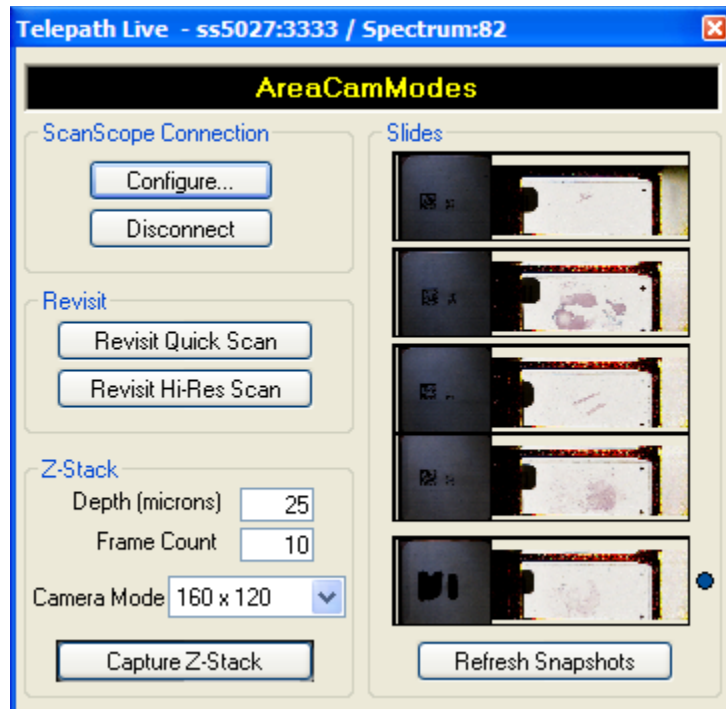 Telepath Live - ss5027:3333 / Spectrum:82
AreaCamModes
ScanScope Connection
Configure...
Disconnect
Revisit
Revisit Quick Scan
Revisit Hi-Res Scan
Z-Stack
Depth (microns) 25
Frame Count 10
Camera Mode 160 x 120
Capture Z-Stack
Slides
Refresh Snapshots